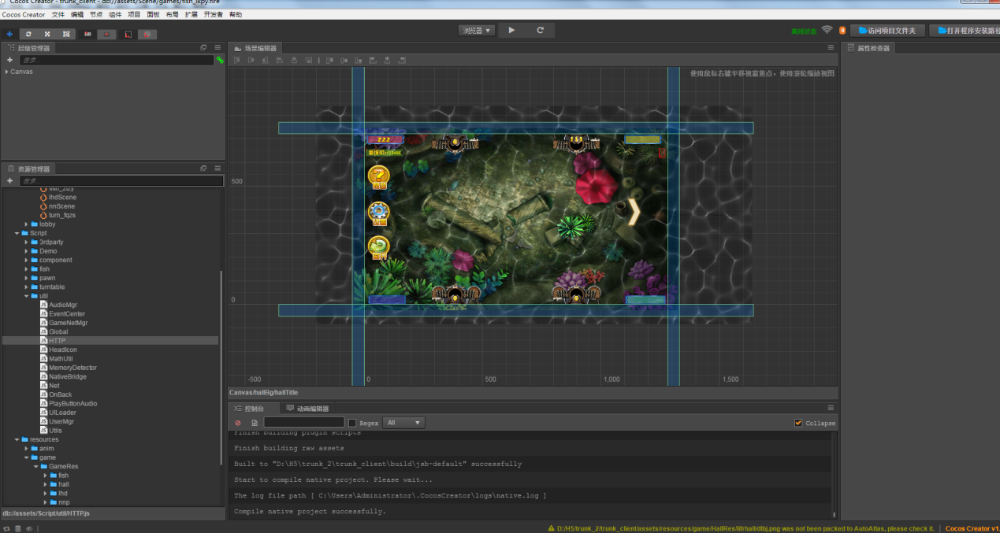 Cocos Creator - trunk_client - db://assets/Scene/games/fish_lkpy.fire
Cocos Creator 文件 编辑 节点 组件 项目 面板 布局 扩展 开发者 帮助
浏览器
离线状态
0
访问项目文件夹
打开程序安装路径
层级管理器
搜索...
Canvas
场景编辑器
使用鼠标右键平移视窗焦点，使用滚轮缩放视图
属性检查器
222
131
500
0
-500
0
500
1,000
1,500
Canvas/hallBg/hallTitle
资源管理器
搜索...
fish_zlzy
lhdScene
nnScene
turn_fqzs
lobby
Script
3rdparty
Demo
component
fish
pawn
turntable
util
AudioMgr
EventCenter
GameNetMgr
Global
HTTP
HeadIcon
MathUtil
MemoryDetector
NativeBridge
Net
OnBack
PlayButtonAudio
UILoader
UserMgr
Utils
resources
anim
game
GameRes
fish
hall
lhd
nnp
db://assets/Script/util/HTTP.js
控制台
动画编辑器
Regex
All
Collapse
Finish building plugin scripts
Finish building raw assets
Built to "D:\H5\trunk_2\trunk_client\build\jsb-default" successfully
Start to compile native project. Please wait...
The log file path [ C:\Users\Administrator\.CocosCreator\logs\native.log ]
Compile native project successfully.
D:/H5/trunk_2/trunk_client/assets/resources/game/HallRes/lifrhall/dlbj.png was not been packed to AutoAtlas, please check it.
Cocos Creator v1.